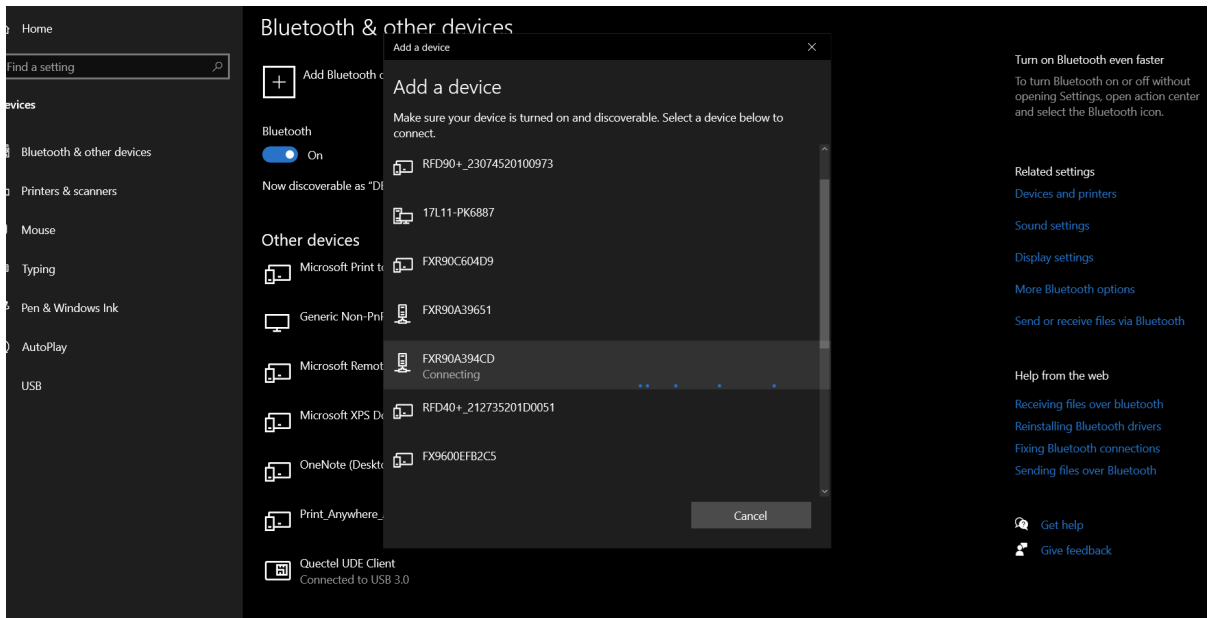 Home
Find a setting
Devices
Bluetooth & other devices
Printers & scanners
Mouse
Typing
Pen & Windows Ink
AutoPlay
USB
Bluetooth & other devices
Add Bluetooth
Bluetooth
On
Now discoverable as
Other devices
Microsoft Print to
Generic Non-PnP
Microsoft Remot
Microsoft XPS Do
OneNote (Deskto
Print_Anywhere_
Quectel UDE Client
Connected to USB 3.0
Add a device
Add a device
Make sure your device is turned on and discoverable. Select a device below to
connect.
RFD90+_23074520100973
17L11-PK6887
FXR90C604D9
FXR90A39651
FXR90A394CD
Connecting
RFD40+_212735201D0051
FX9600EFB2C5
Cancel
Turn on Bluetooth even faster
To turn Bluetooth on or off without
opening Settings, open action center
and select the Bluetooth icon.
Related settings
Devices and printers
Sound settings
Display settings
More Bluetooth options
Send or receive files via Bluetooth
Help from the web
Receiving files over bluetooth
Reinstalling Bluetooth drivers
Fixing Bluetooth connections
Sending files over Bluetooth
Get help
Give feedback